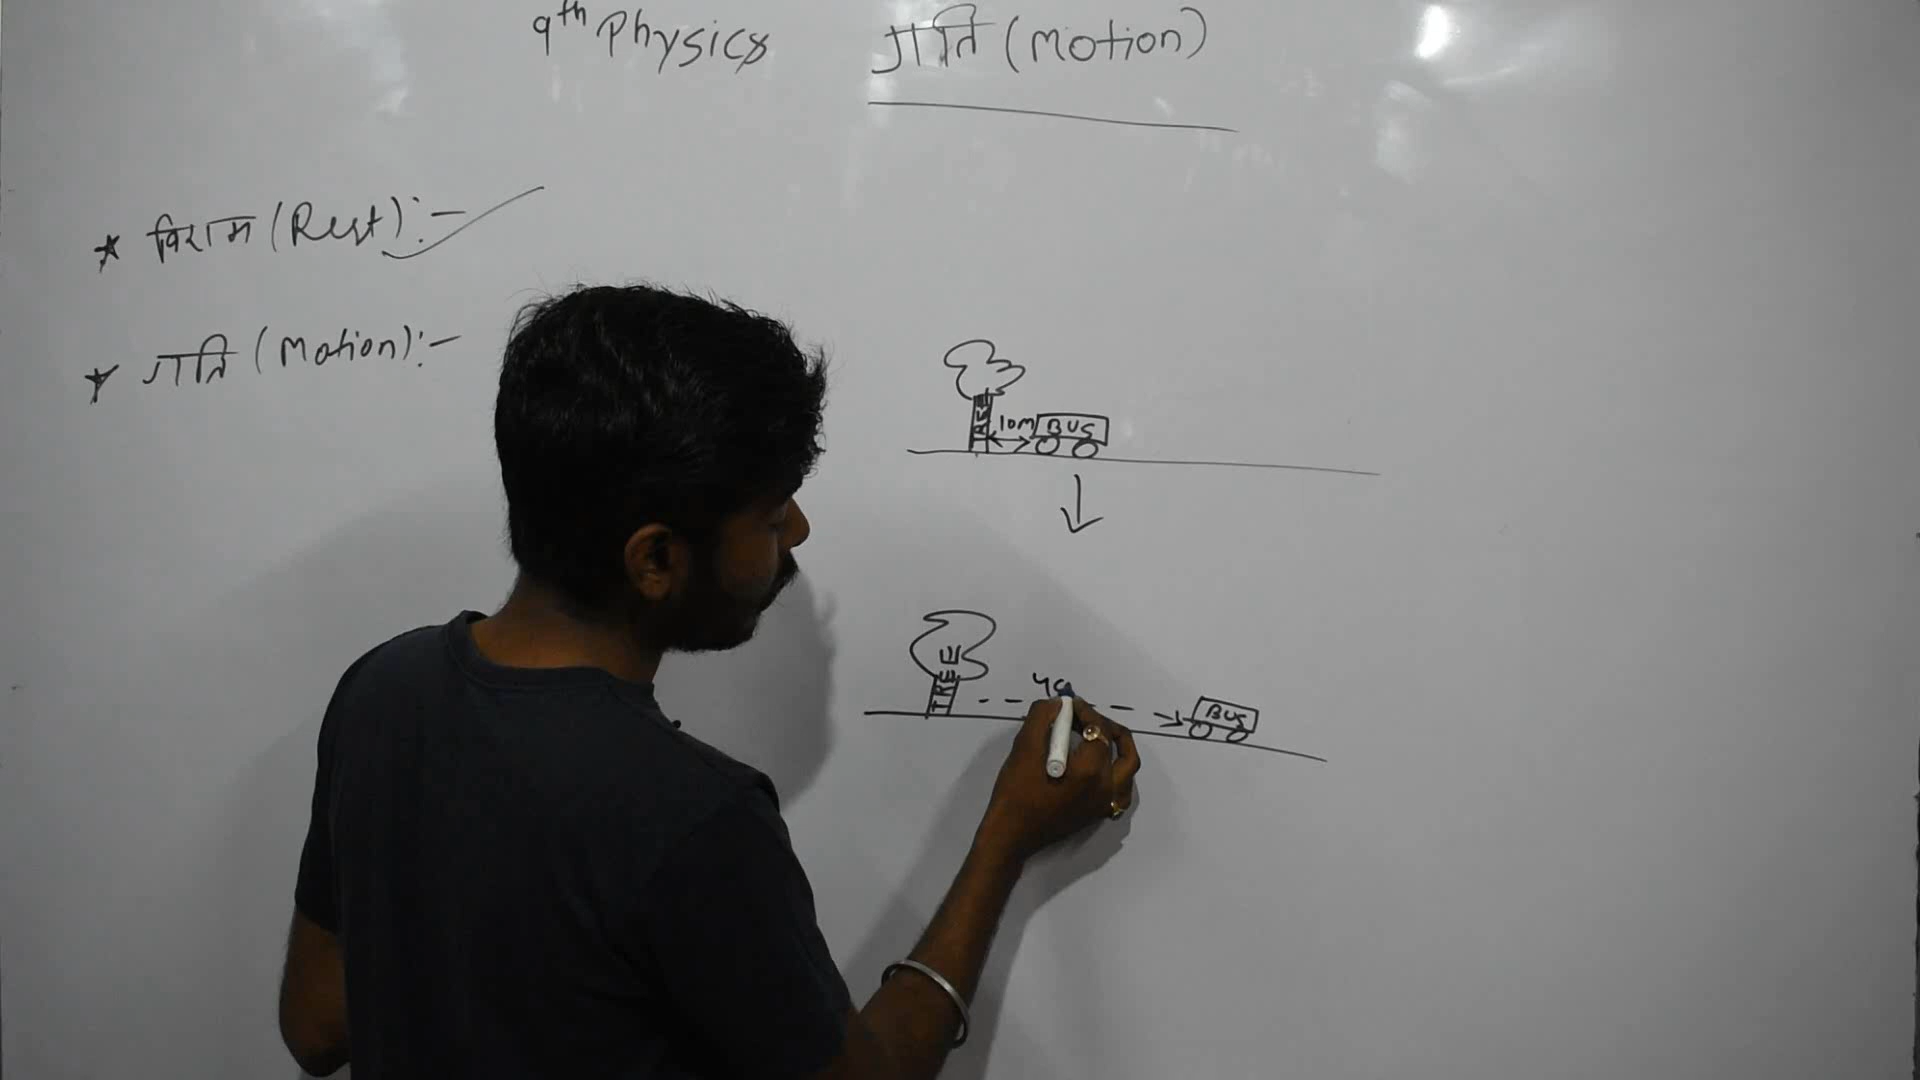 9th Physics गति (Motion)
* विराम (Rest):-
* गति (Motion):-
10m BUS
TREE BUS